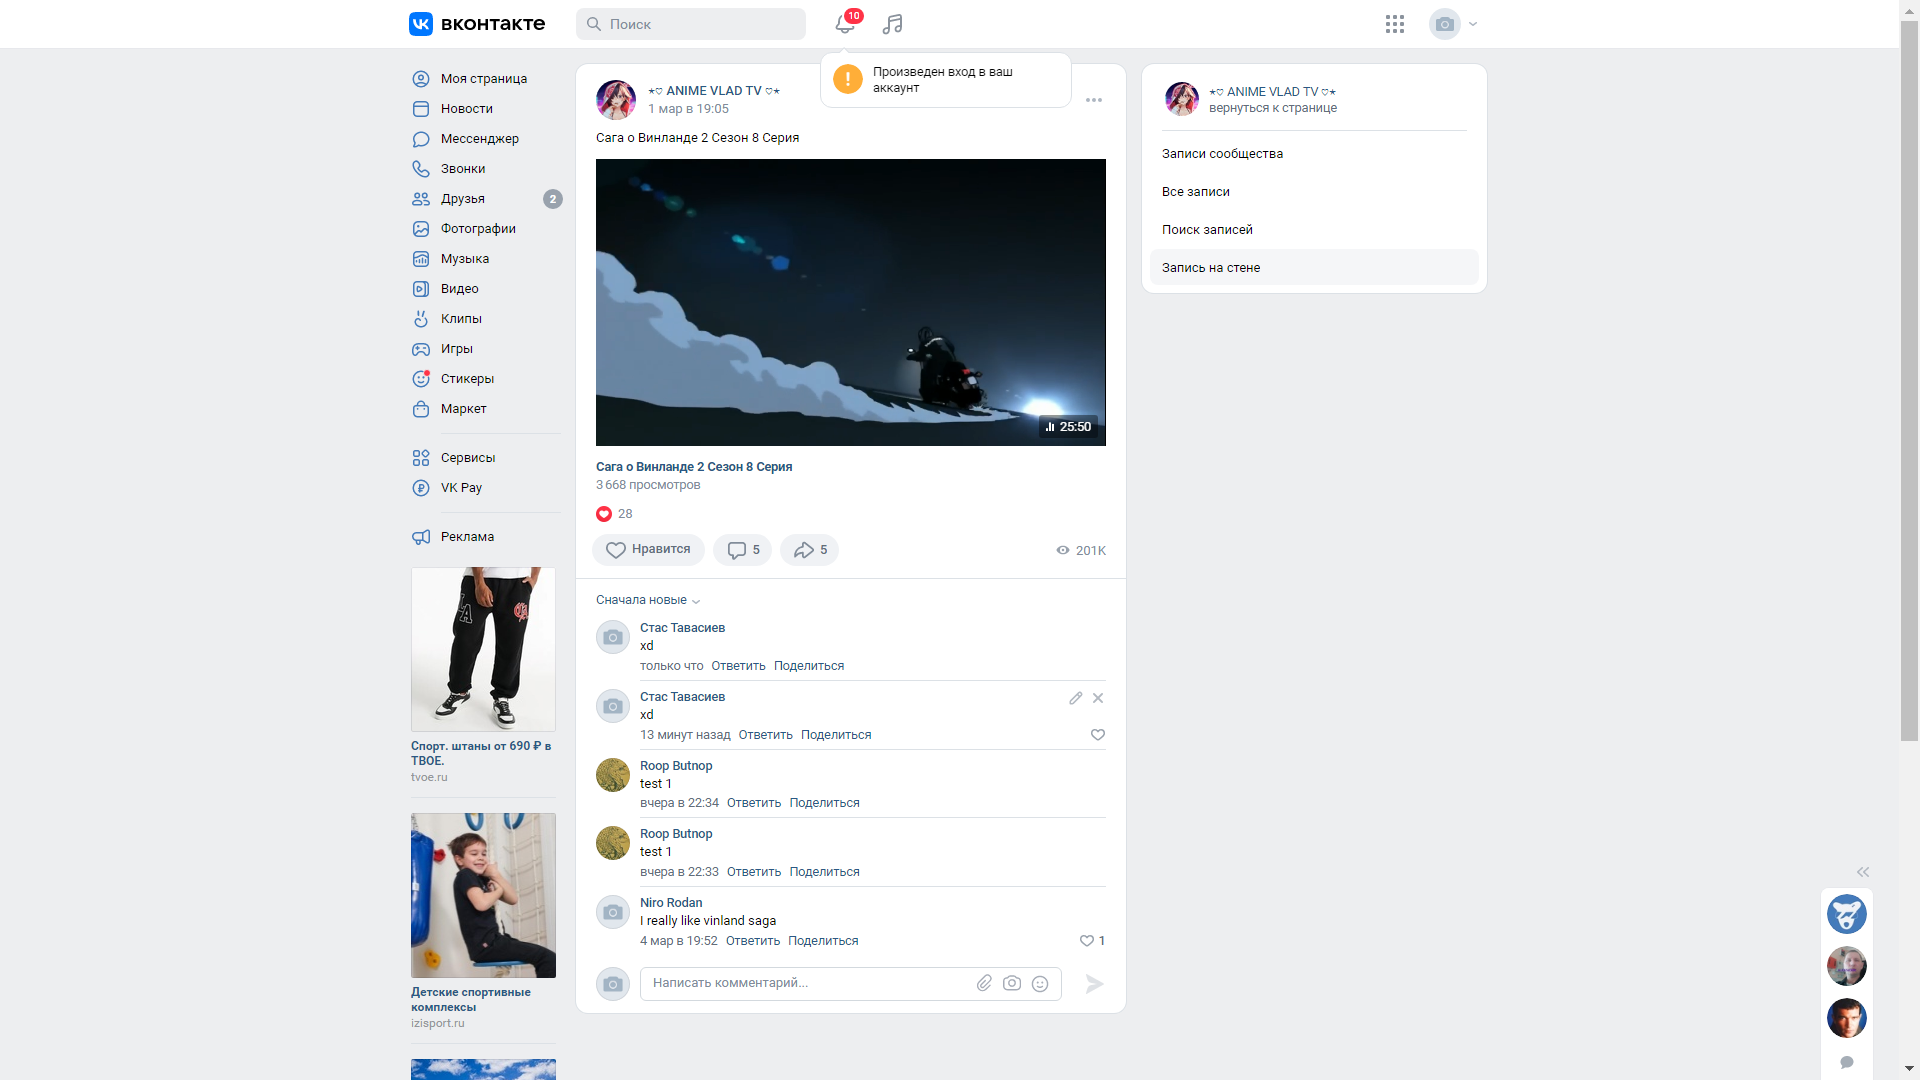 вконтакте
Поиск
10
Произведен вход в ваш
аккаунт
Моя страница
Новости
Мессенджер
Звонки
Друзья
2
Фотографии
Музыка
Видео
Клипы
Игры
Стикеры
Маркет
Сервисы
VK Pay
Реклама
Спорт. штаны от 690 ₽ в
ТВОЕ.
tvoe.ru
Детские спортивные
комплексы
izisport.ru
⋆♡ ANIME VLAD TV ♡⋆
1 мар в 19:05
Сага о Винланде 2 Сезон 8 Серия
25:50
Сага о Винланде 2 Сезон 8 Серия
3 668 просмотров
28
Нравится
5
5
201K
Сначала новые
Стас Тавасиев
xd
только что Ответить Поделиться
Стас Тавасиев
xd
13 минут назад Ответить Поделиться
Roop Butnop
test 1
вчера в 22:34 Ответить Поделиться
Roop Butnop
test 1
вчера в 22:33 Ответить Поделиться
Niro Rodan
I really like vinland saga
4 мар в 19:52 Ответить Поделиться
1
Написать комментарий...
⋆♡ ANIME VLAD TV ♡⋆
вернуться к странице
Записи сообщества
Все записи
Поиск записей
Запись на стене